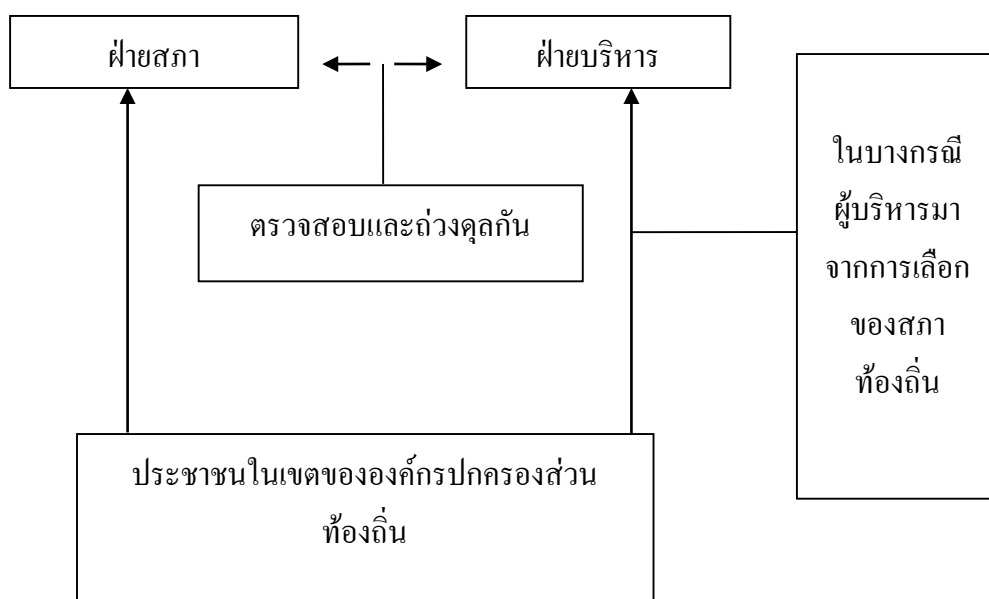 ฝ่ายสภา
ฝ่ายบริหาร
ตรวจสอบและถ่วงดุลกัน
ในบางกรณี
ผู้บริหารมา
จากการเลือก
ของสภา
ท้องถิ่น
ประชาชนในเขตขององค์กรปกครองส่วน
ท้องถิ่น